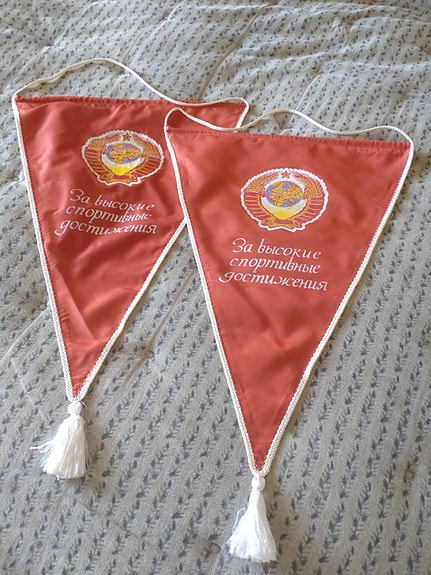 За высокие
спортивные
достижения
За высокие
спортивные
достижения